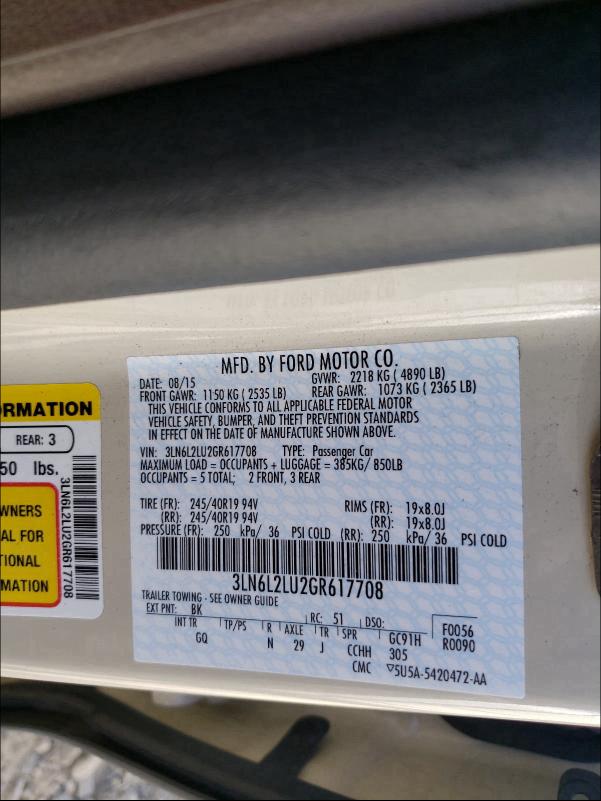 MFD. BY FORD MOTOR CO.
DATE: 08/15 GVWR: 2218 KG ( 4890 LB)
FRONT GAWR: 1150 KG ( 2535 LB) REAR GAWR: 1073 KG ( 2365 LB)
THIS VEHICLE CONFORMS TO ALL APPLICABLE FEDERAL MOTOR
VEHICLE SAFETY, BUMPER, AND THEFT PREVENTION STANDARDS
IN EFFECT ON THE DATE OF MANUFACTURE SHOWN ABOVE.
VIN: 3LN6L2LU2GR617708 TYPE: Passenger Car
MAXIMUM LOAD = OCCUPANTS + LUGGAGE = 385KG/ 850LB
OCCUPANTS = 5 TOTAL; 2 FRONT, 3 REAR
TIRE (FR): 245/40R19 94V RIMS (FR): 19x8.0J
(RR): 245/40R19 94V (RR): 19x8.0J
PRESSURE (FR): 250 kPa/ 36 PSI COLD (RR): 250 kPa/ 36 PSI COLD
3LN6L2LU2GR617708
TRAILER TOWING - SEE OWNER GUIDE
EXT PNT: BK RC: 51 DSO: F0056
INT TR TP/PS R AXLE TR SPR GC91H R0090
GQ N 29 J CCHH 305
CMC ▽5U5A-5420472-AA
ORMATION
REAR: 3
50 lbs.
WNERS
AL FOR
TIONAL
MATION
3LN6L2LU2GR617708